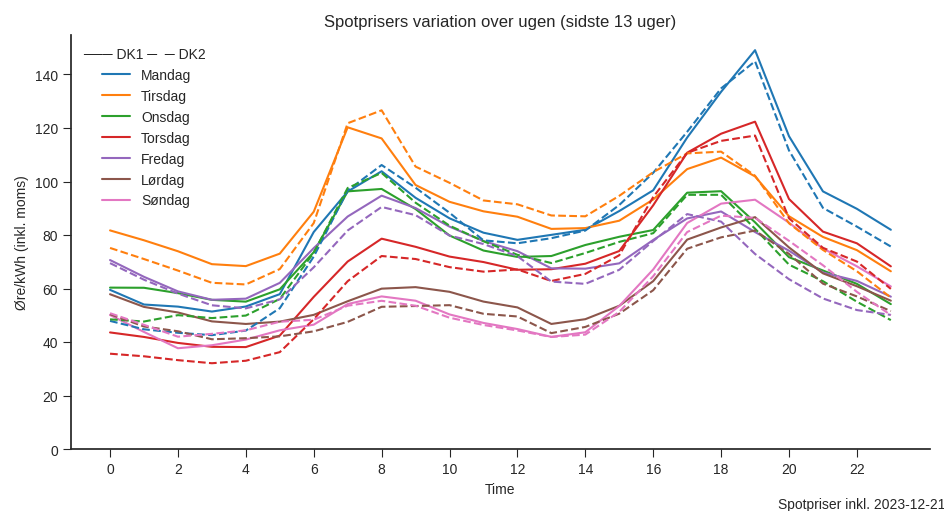 Spotprisers variation over ugen (sidste 13 uger)
DK1 DK2
Mandag
Tirsdag
Onsdag
Torsdag
Fredag
Lørdag
Søndag
Øre/kWh (inkl. moms)
140
120
100
80
60
40
20
0
0 2 4 6 8 10 12 14 16 18 20 22
Time
Spotpriser inkl. 2023-12-21